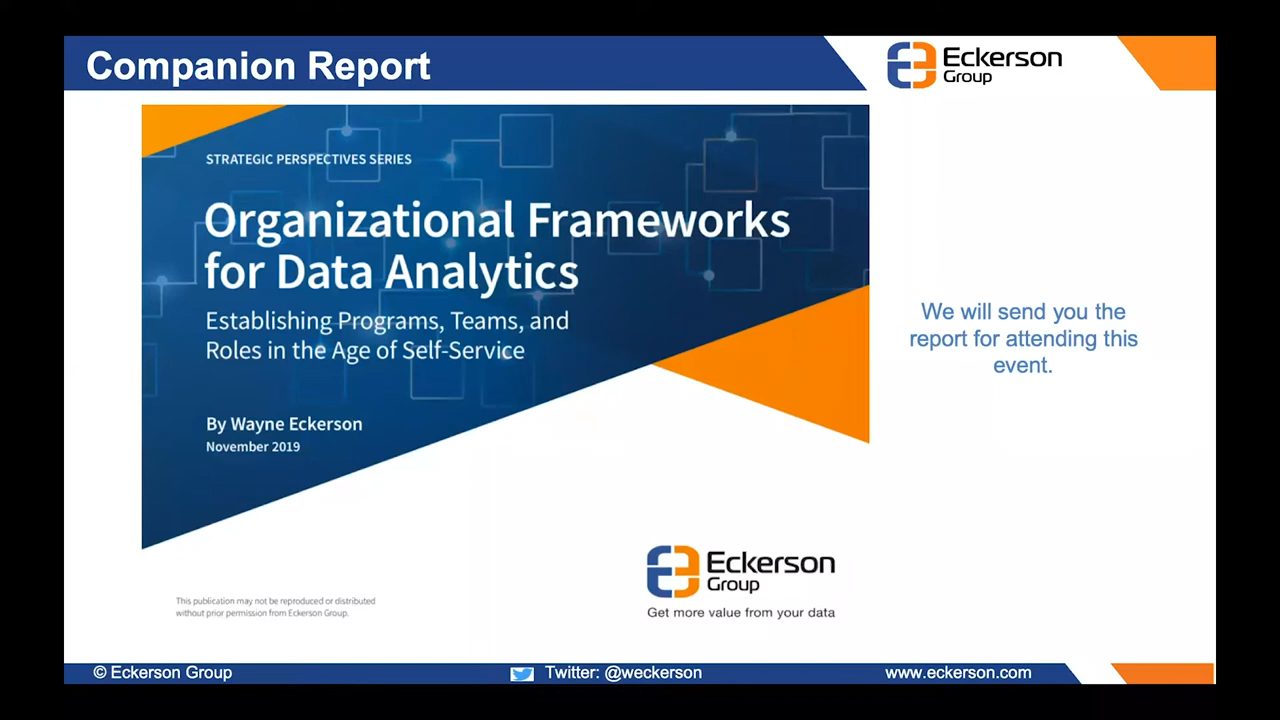 Companion Report
Eckerson
Group
STRATEGIC PERSPECTIVES SERIES
Organizational Frameworks
for Data Analytics
Establishing Programs, Teams, and
Roles in the Age of Self-Service
By Wayne Eckerson
November 2019
We will send you the
report for attending this
event.
Eckerson
Group
Get more value from your data
This publication may not be reproduced or distributed
without prior permission from Eckerson Group.
© Eckerson Group
Twitter: @weckerson
www.eckerson.com